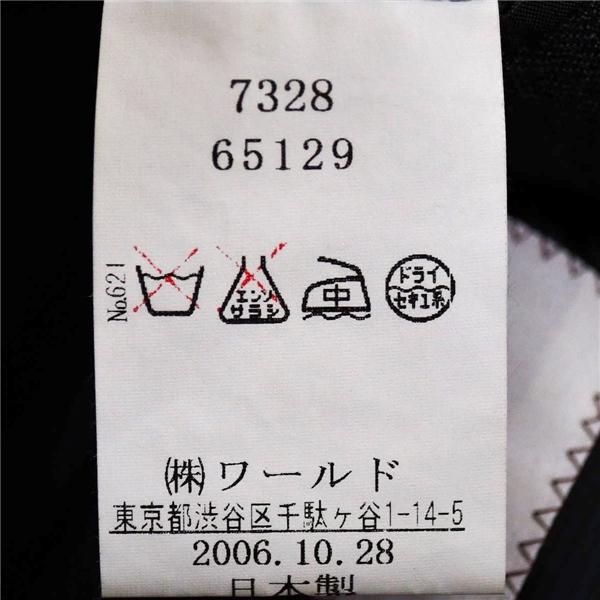 7328
65129
No.621
エンソ
サラシ
中
ドライ
セキユ系
㈱ワールド
東京都渋谷区千駄ヶ谷1-14-5
2006.10.28
日本製